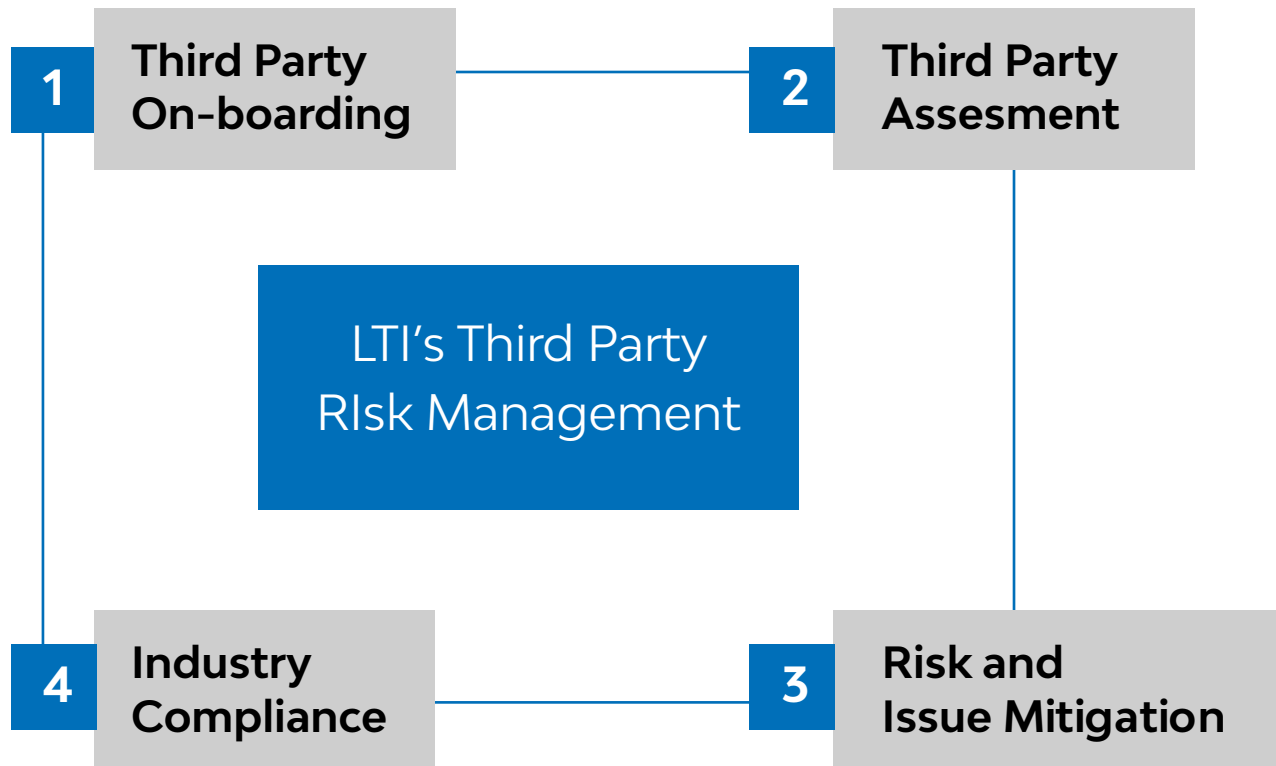 1
Third Party
On-boarding
2
Third Party
Assesment
LTI’s Third Party
RIsk Management
4
Industry
Compliance
3
Risk and
Issue Mitigation